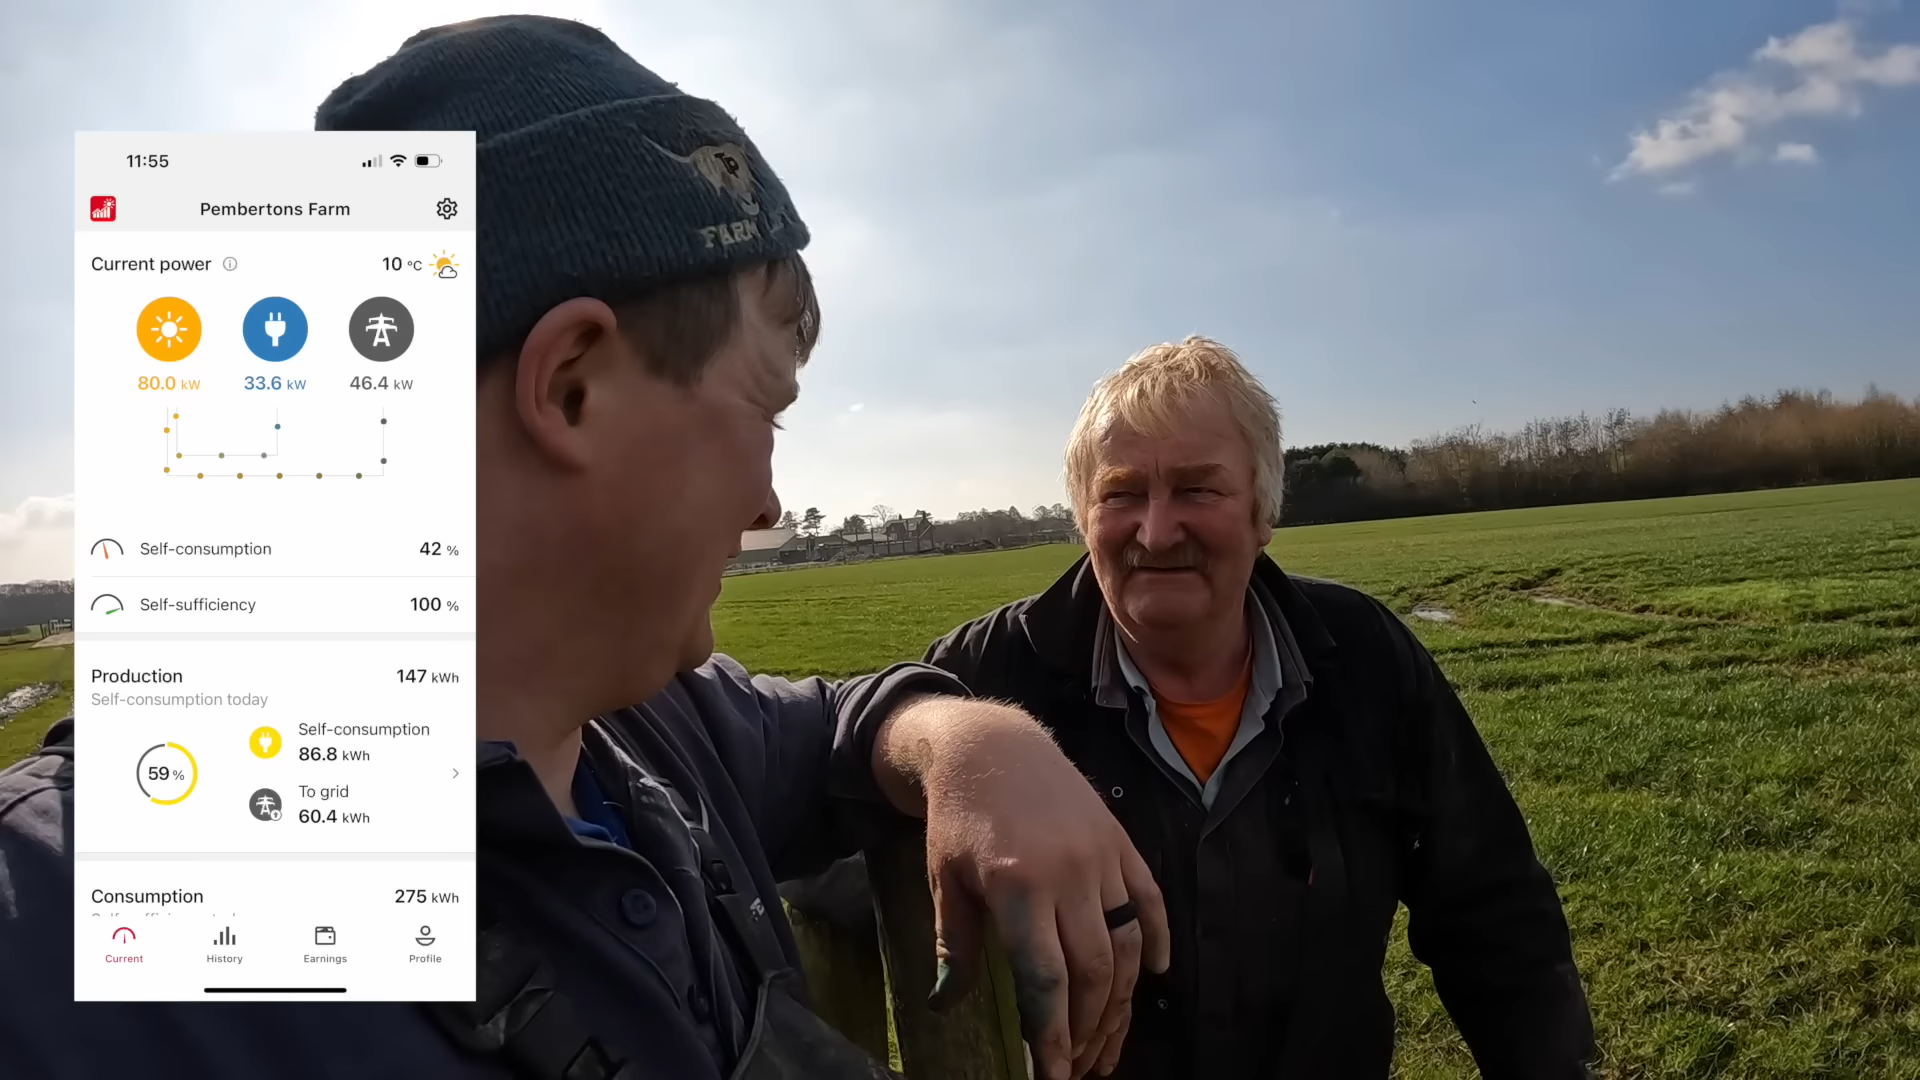 11:55
Pembertons Farm
Current power
10 °C
80.0 kW
33.6 kW
46.4 kW
Self-consumption 42 %
Self-sufficiency 100 %
Production 147 kWh
Self-consumption today
59 %
Self-consumption
86.8 kWh
To grid
60.4 kWh
Consumption 275 kWh
Current
History
Earnings
Profile
TP